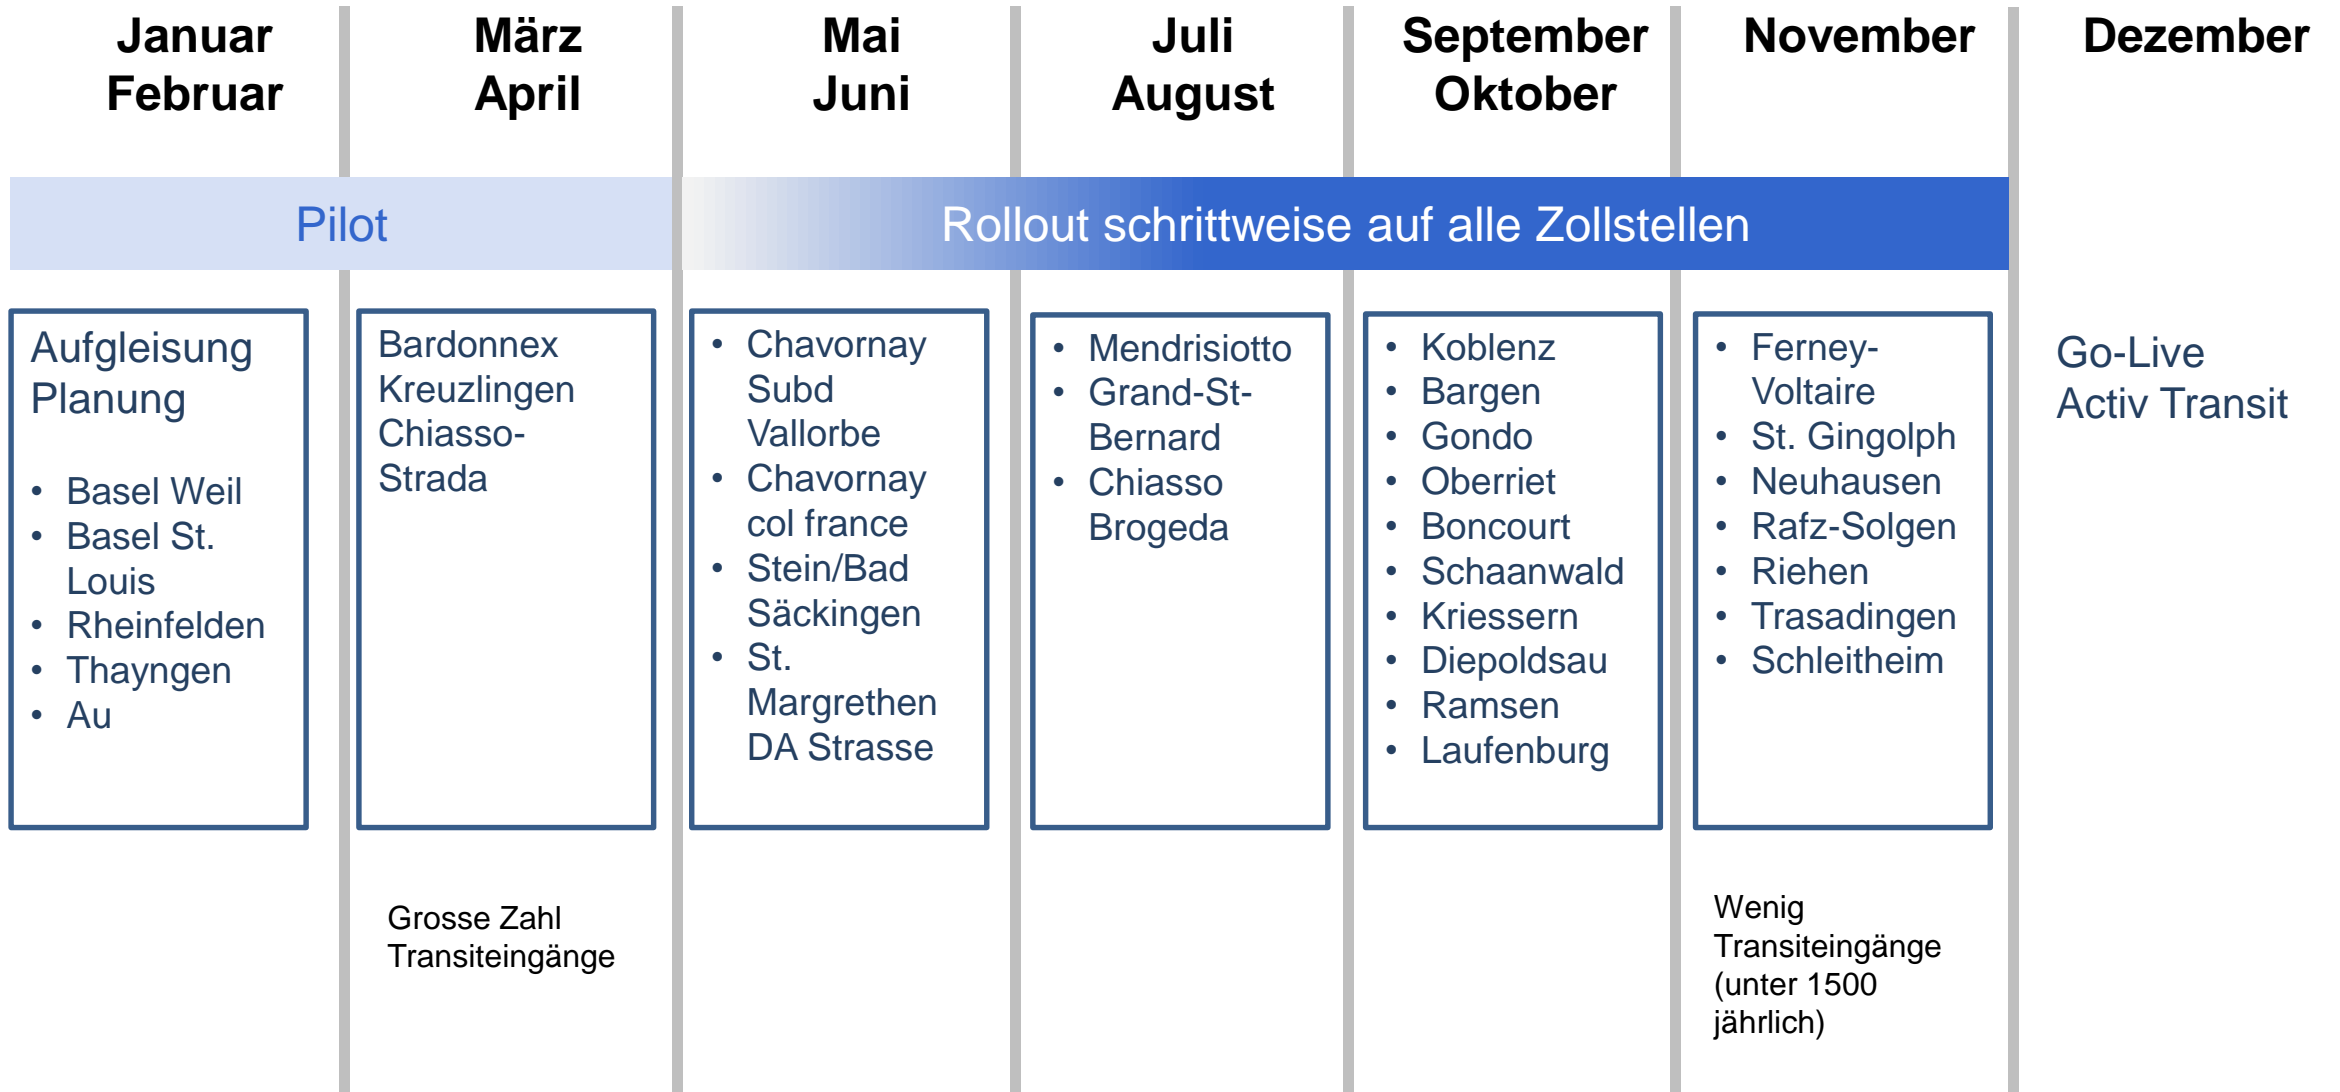 Januar
Februar
März
April
Mai
Juni
Juli
August
September
Oktober
November
Dezember
Pilot
Rollout schrittweise auf alle Zollstellen
Aufgleisung
Planung
• Basel Weil
• Basel St.
Louis
• Rheinfelden
• Thayngen
• Au
Bardonnex
Kreuzlingen
Chiasso-
Strada
• Chavornay
Subd
Vallorbe
• Chavornay
col france
• Stein/Bad
Säckingen
• St.
Margrethen
DA Strasse
• Mendrisiotto
• Grand-St-
Bernard
• Chiasso
Brogeda
• Koblenz
• Bargen
• Gondo
• Oberriet
• Boncourt
• Schaanwald
• Kriessern
• Diepoldsau
• Ramsen
• Laufenburg
• Ferney-
Voltaire
• St. Gingolph
• Neuhausen
• Rafz-Solgen
• Riehen
• Trasadingen
• Schleitheim
Go-Live
Activ Transit
Grosse Zahl
Transiteingänge
Wenig
Transiteingänge
(unter 1500
jährlich)